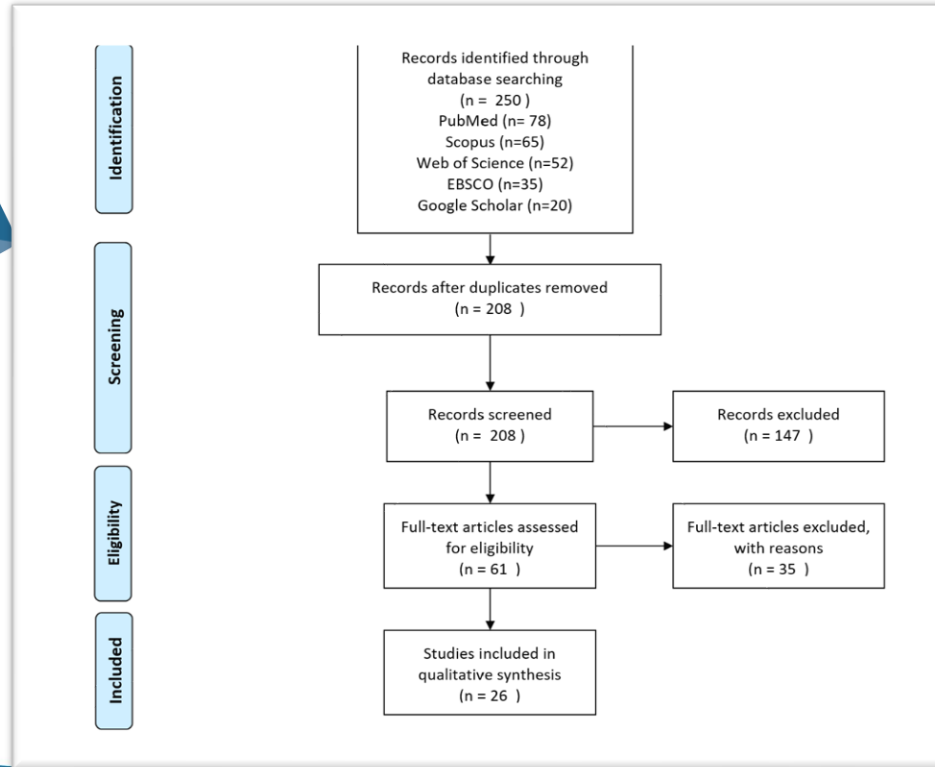 Identification
Records identified through
database searching
(n = 250 )
PubMed (n= 78)
Scopus (n=65)
Web of Science (n=52)
EBSCO (n=35)
Google Scholar (n=20)
Screening
Records after duplicates removed
(n = 208 )
Records screened
(n = 208 )
Records excluded
(n = 147 )
Eligibility
Full-text articles assessed
for eligibility
(n = 61 )
Full-text articles excluded,
with reasons
(n = 35 )
Included
Studies included in
qualitative synthesis
(n = 26 )